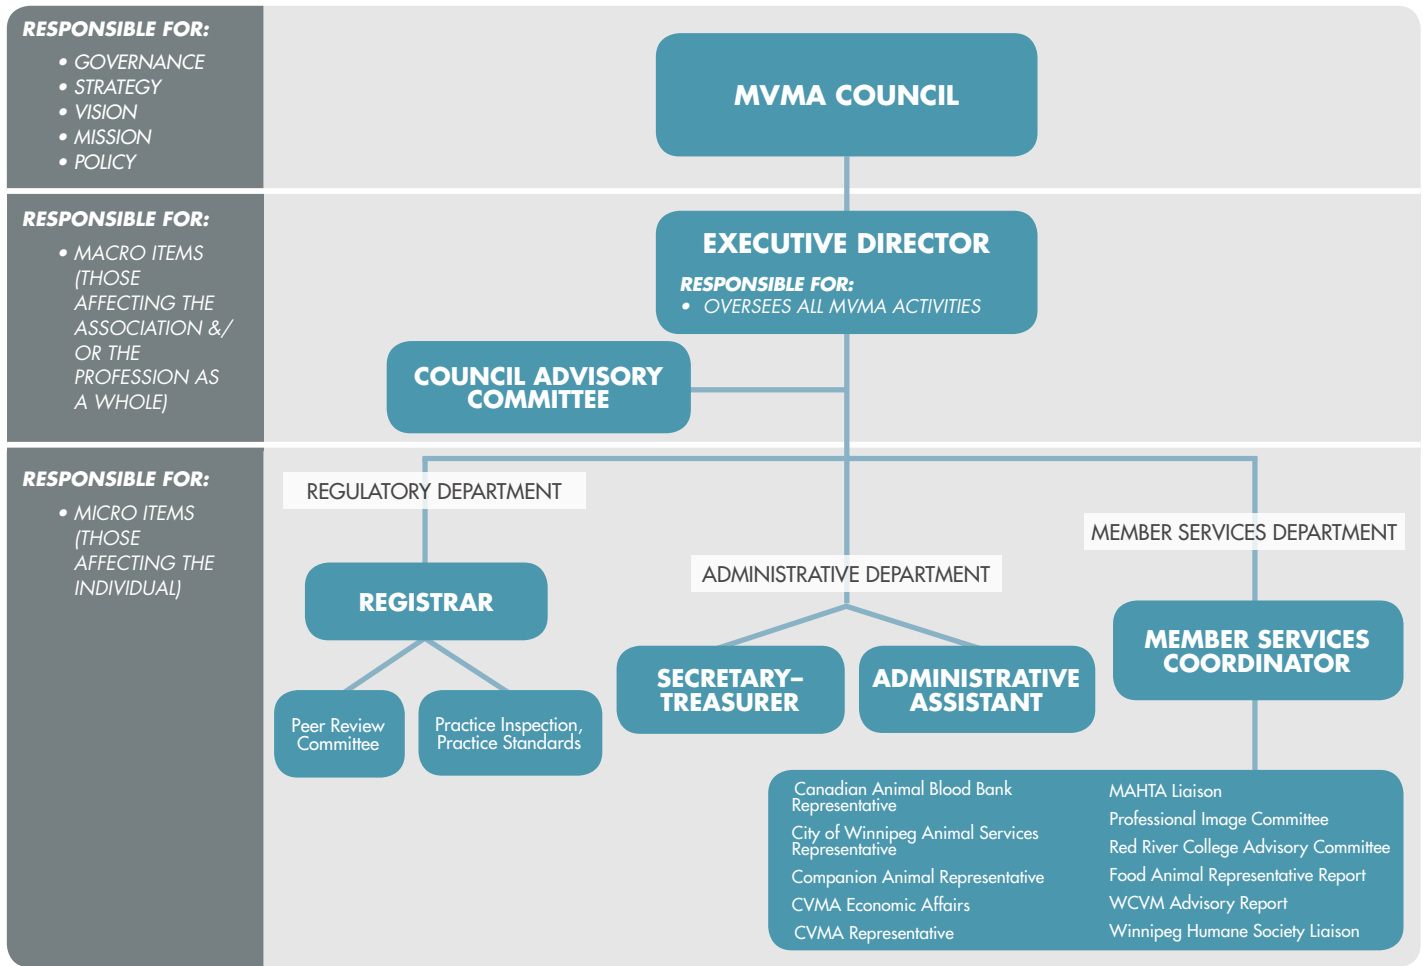 RESPONSIBLE FOR:
• GOVERNANCE
• STRATEGY
• VISION
• MISSION
• POLICY
MVMA COUNCIL
RESPONSIBLE FOR:
• MACRO ITEMS
(THOSE
AFFECTING THE
ASSOCIATION &/
OR THE
PROFESSION AS
A WHOLE)
EXECUTIVE DIRECTOR
RESPONSIBLE FOR:
• OVERSEES ALL MVMA ACTIVITIES
COUNCIL ADVISORY
COMMITTEE
RESPONSIBLE FOR:
• MICRO ITEMS
(THOSE
AFFECTING THE
INDIVIDUAL)
REGULATORY DEPARTMENT
REGISTRAR
Peer Review
Committee
Practice Inspection,
Practice Standards
ADMINISTRATIVE DEPARTMENT
SECRETARY–
TREASURER
ADMINISTRATIVE
ASSISTANT
MEMBER SERVICES DEPARTMENT
MEMBER SERVICES
COORDINATOR
Canadian Animal Blood Bank
Representative
City of Winnipeg Animal Services
Representative
Companion Animal Representative
CVMA Economic Affairs
CVMA Representative
MAHTA Liaison
Professional Image Committee
Red River College Advisory Committee
Food Animal Representative Report
WCVM Advisory Report
Winnipeg Humane Society Liaison